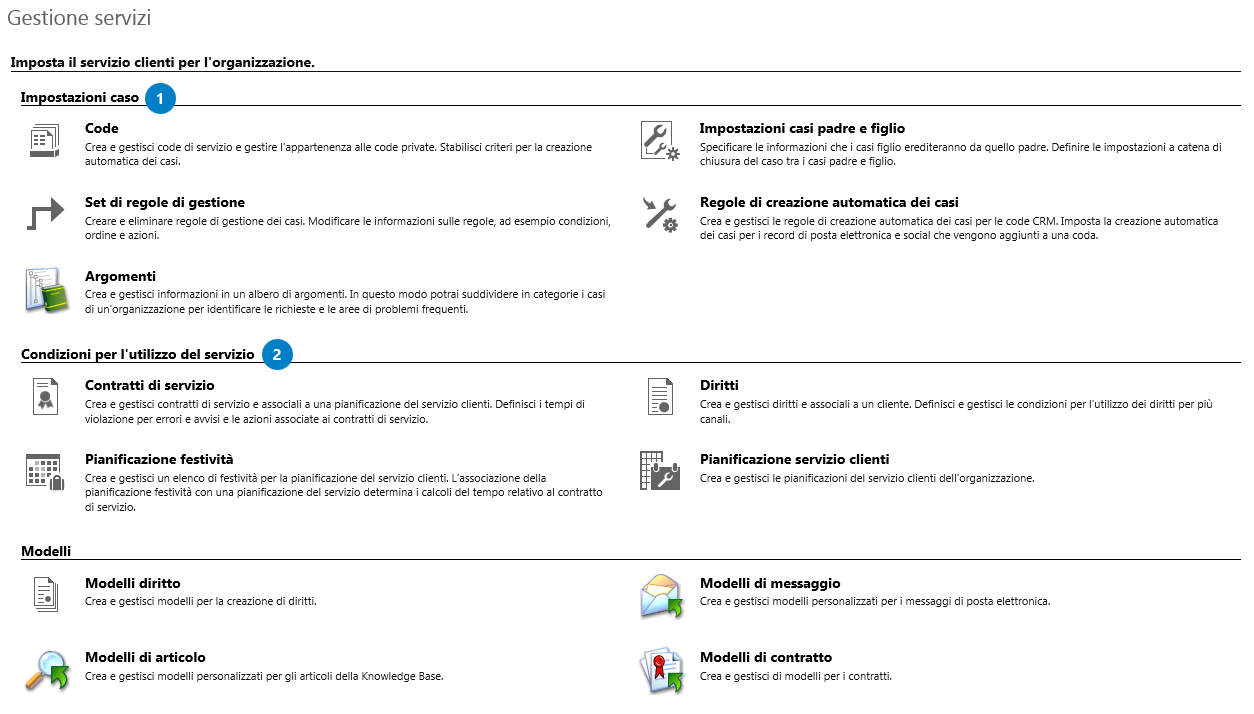 Gestione servizi
Imposta il servizio clienti per l'organizzazione.
Impostazioni caso 1
Code
Crea e gestisci code di servizio e gestire l'appartenenza alle code private. Stabilisci criteri per la creazione
automatica dei casi.
Impostazioni casi padre e figlio
Specificare le informazioni che i casi figlio erediteranno da quello padre. Definire le impostazioni a catena di
chiusura del caso tra i casi padre e figlio.
Set di regole di gestione
Creare e eliminare regole di gestione dei casi. Modificare le informazioni sulle regole, ad esempio condizioni,
ordine e azioni.
Regole di creazione automatica dei casi
Crea e gestisci le regole di creazione automatica dei casi per le code CRM. Imposta la creazione automatica
dei casi per i record di posta elettronica e social che vengono aggiunti a una coda.
Argomenti
Crea e gestisci informazioni in un albero di argomenti. In questo modo potrai suddividere in categorie i casi
di un'organizzazione per identificare le richieste e le aree di problemi frequenti.
Condizioni per l'utilizzo del servizio 2
Contratti di servizio
Crea e gestisci contratti di servizio e associali a una pianificazione del servizio clienti. Definisci i tempi di
violazione per errori e avvisi e le azioni associate ai contratti di servizio.
Diritti
Crea e gestisci diritti e associali a un cliente. Definisci e gestisci le condizioni per l'utilizzo dei diritti per più
canali.
Pianificazione festività
Crea e gestisci un elenco di festività per la pianificazione del servizio clienti. L'associazione della
pianificazione festività con una pianificazione del servizio determina i calcoli del tempo relativo al contratto
di servizio.
Pianificazione servizio clienti
Crea e gestisci le pianificazioni del servizio clienti dell'organizzazione.
Modelli
Modelli diritto
Crea e gestisci modelli per la creazione di diritti.
Modelli di messaggio
Crea e gestisci modelli personalizzati per i messaggi di posta elettronica.
Modelli di articolo
Crea e gestisci modelli personalizzati per gli articoli della Knowledge Base.
Modelli di contratto
Crea e gestisci di modelli per i contratti.